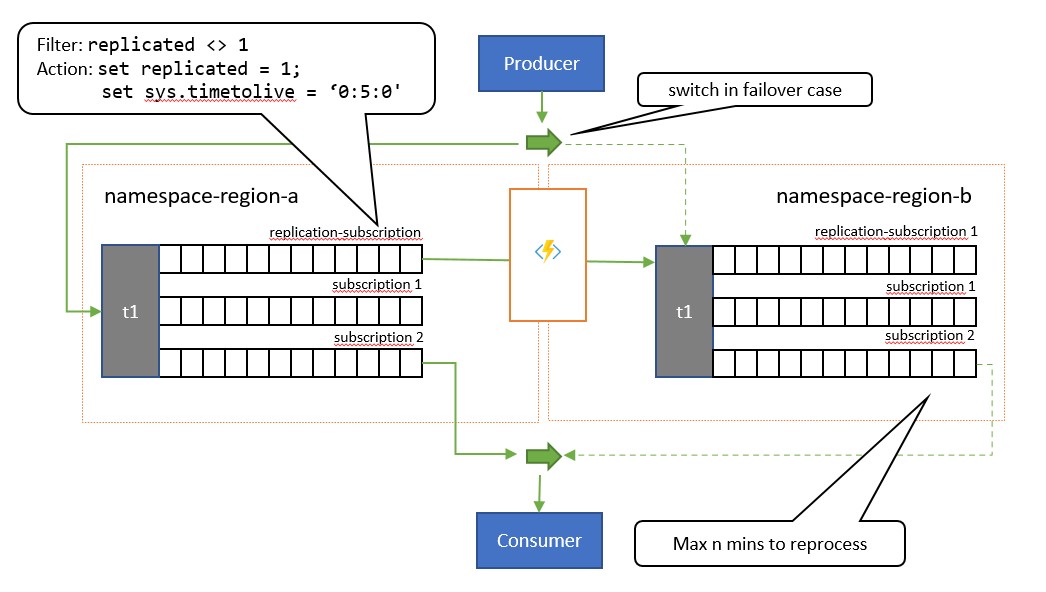 Filter: replicated <> 1
Action: set replicated = 1;
set sys.timetolive = ‘0:5:0'
Producer
switch in failover case
namespace-region-a
namespace-region-b
replication-subscription
replication-subscription 1
subscription 1
subscription 1
t1
t1
subscription 2
subscription 2
Consumer
Max n mins to reprocess